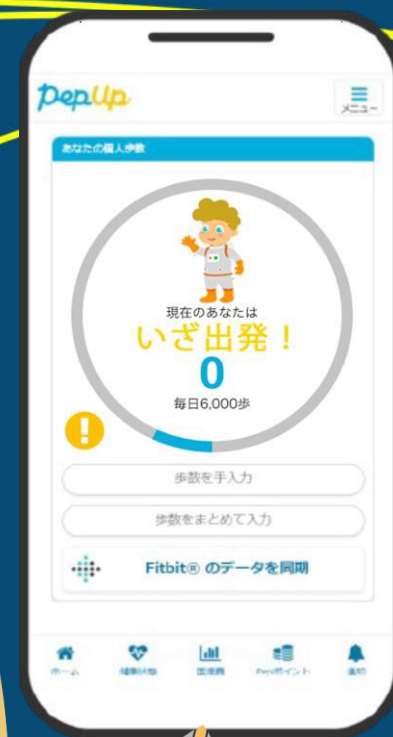 PepUp
メニュー
あなたの個人歩数
現在のあなたは
いざ出発！
0
毎日6,000歩
!
歩数を手入力
歩数をまとめて入力
Fitbit® のデータを同期
ホーム
健康状態
医療費
Pepポイント
通知